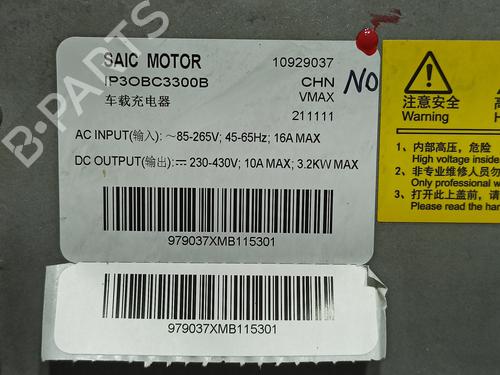 SAIC MOTOR
10929037
IP3OBC3300B
CHN
车载充电器
VMAX
211111
NO
AC INPUT(输入): ~85-265V; 45-65Hz; 16A MAX
DC OUTPUT(输出): ⎓ 230-430V; 10A MAX; 3.2KW MAX
979037XMB115301
979037XMB115301
注意安全
Warning
1、内部高压，危险
High voltage inside
2、非专业维修人员勿
Only professional
3、打开此上盖前，请
Please read the han
B-PARTS